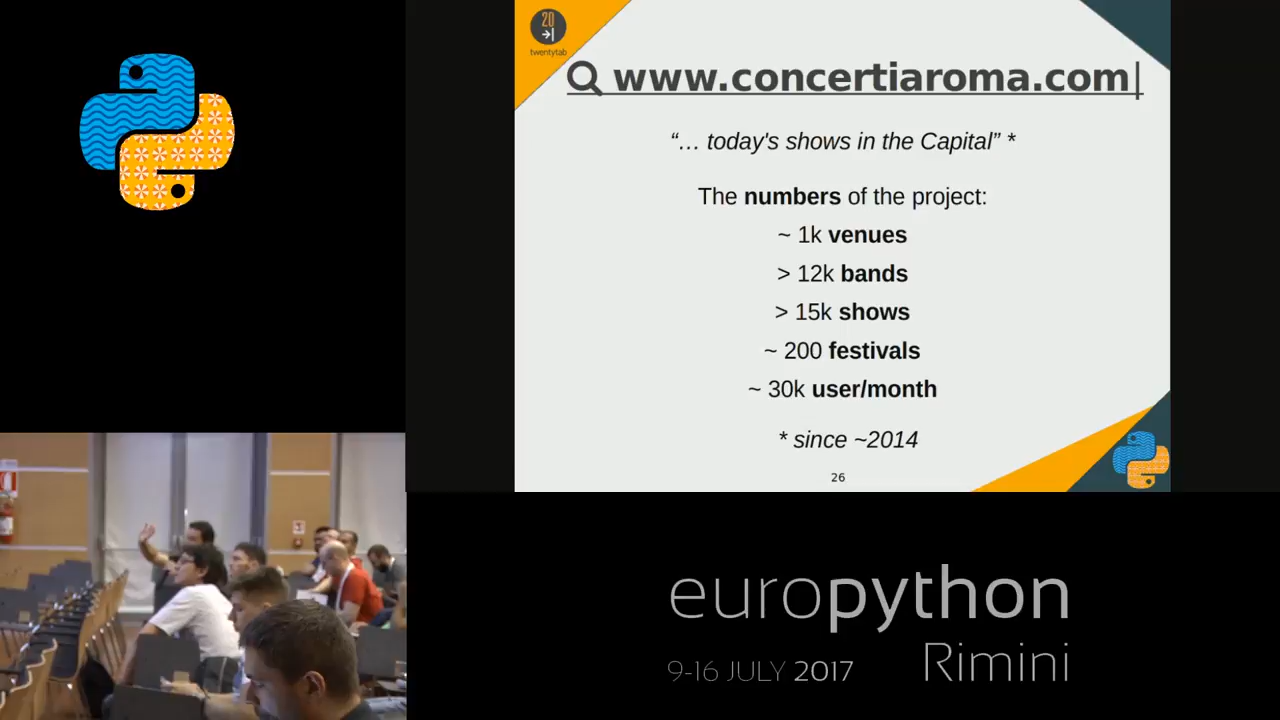 20
twentytab
www.concertiaroma.com|
“… today's shows in the Capital” *
The numbers of the project:
~ 1k venues
> 12k bands
> 15k shows
~ 200 festivals
~ 30k user/month
* since ~2014
26
europython
9-16 JULY 2017
Rimini